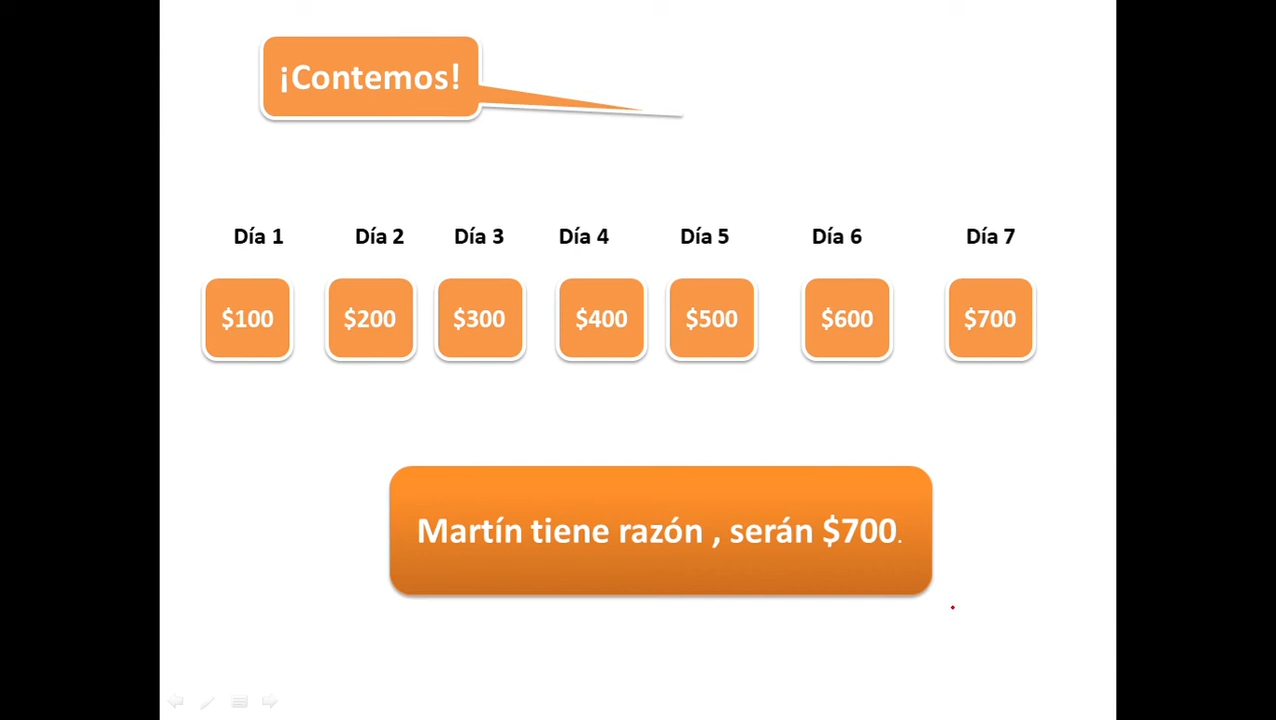 ¡Contemos!
Día 1 Día 2 Día 3 Día 4 Día 5 Día 6 Día 7
$100 $200 $300 $400 $500 $600 $700
Martín tiene razón , serán $700.